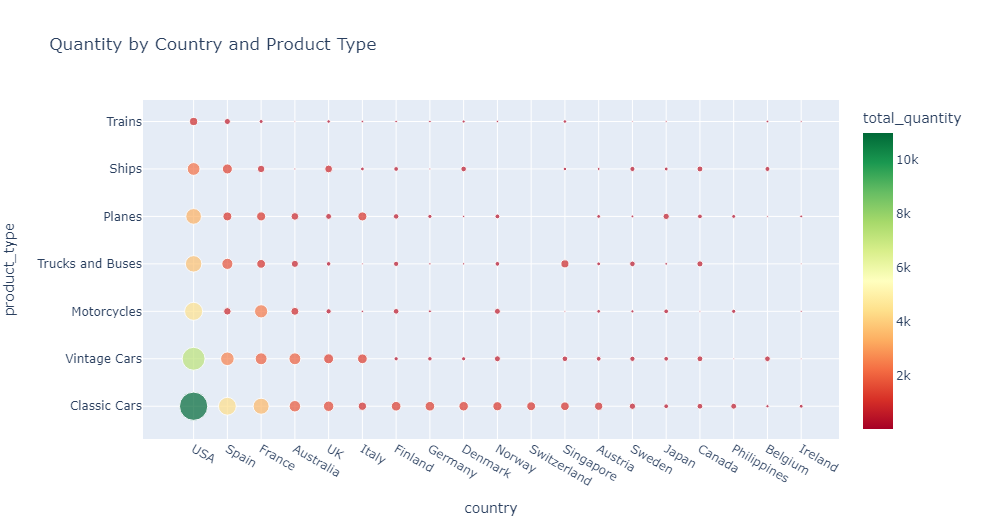 Quantity by Country and Product Type
total_quantity
10k
8k
6k
4k
2k
product_type
Trains
Ships
Planes
Trucks and Buses
Motorcycles
Vintage Cars
Classic Cars
USA
Spain
France
Australia
UK
Italy
Finland
Germany
Denmark
Norway
Switzerland
Singapore
Austria
Sweden
Japan
Canada
Philippines
Belgium
Ireland
country